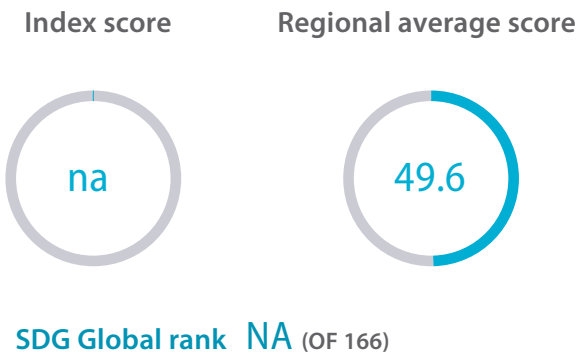 Index score
Regional average score
na
49.6
SDG Global rank NA (OF 166)